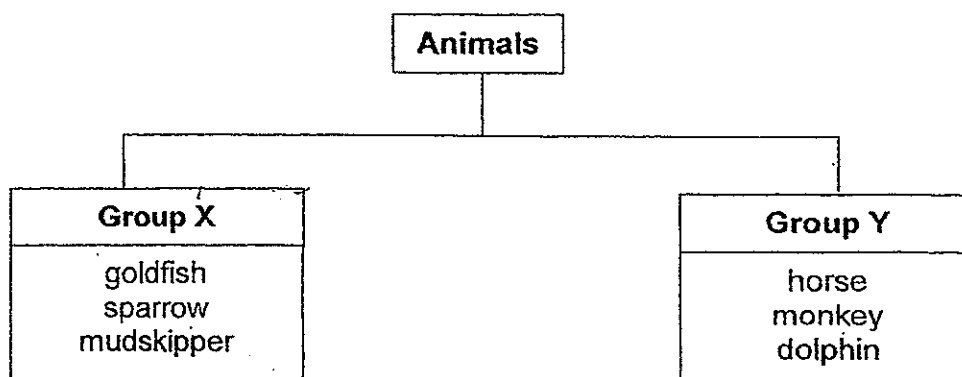 Animals
Group X
goldfish
sparrow
mudskipper
Group Y
horse
monkey
dolphin